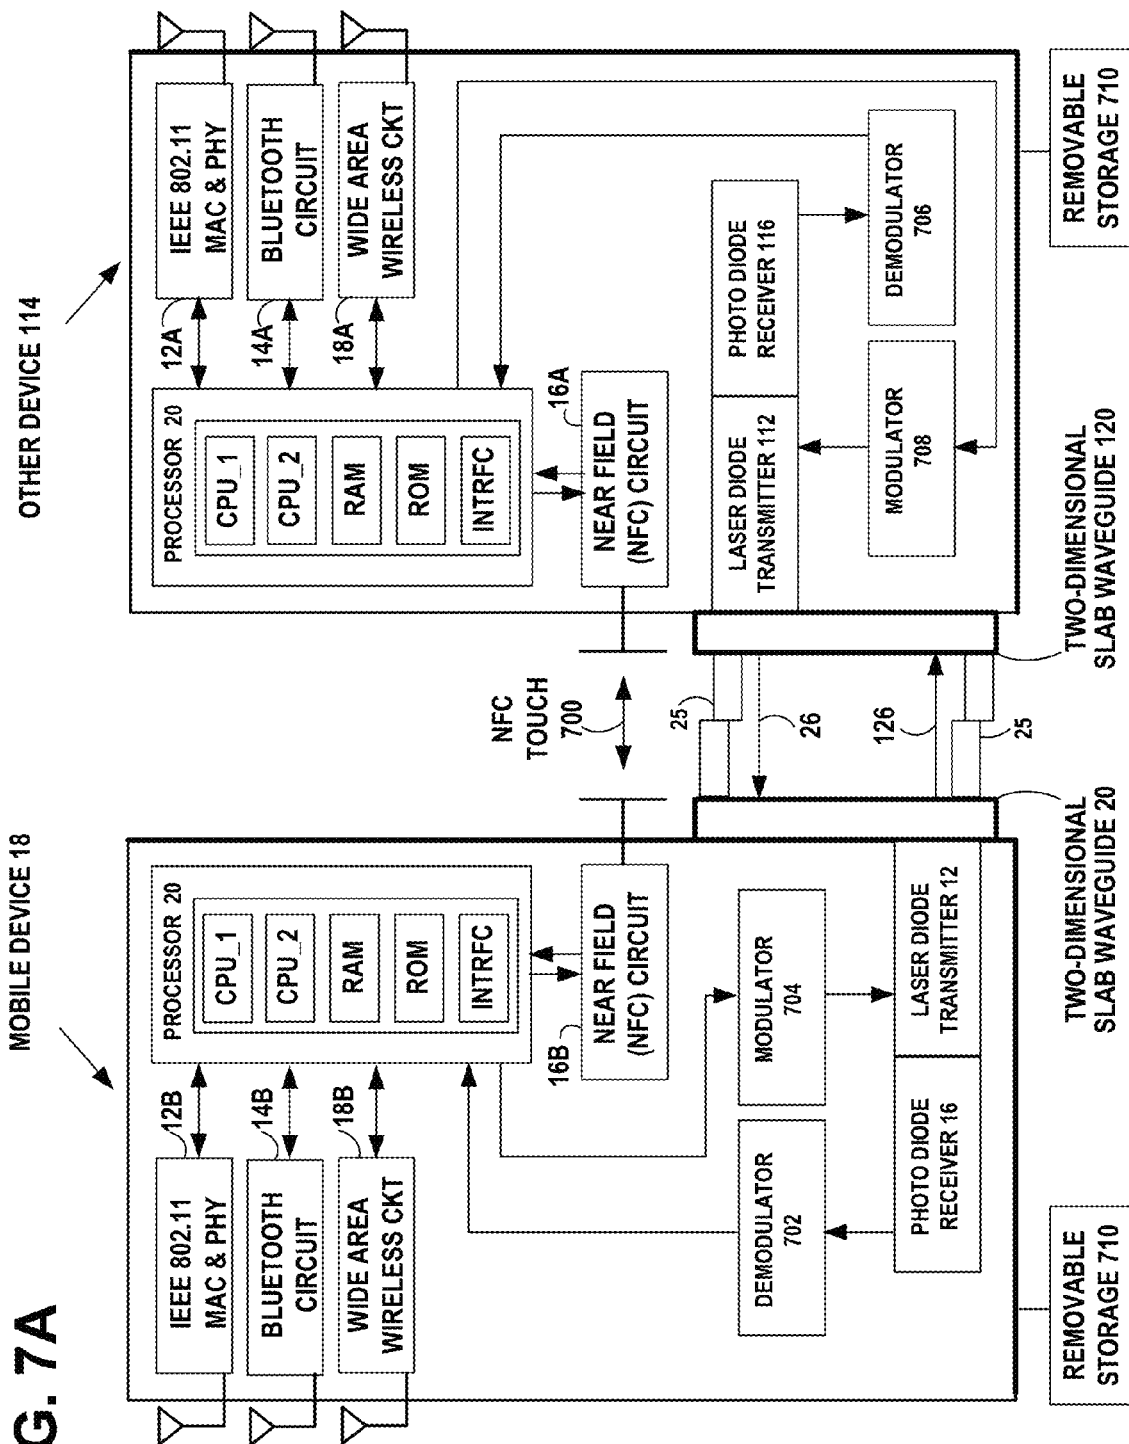 G. 7A
MOBILE DEVICE 18
IEEE 802.11
MAC & PHY
12B
BLUETOOTH
CIRCUIT
14B
WIDE AREA
WIRELESS CKT
18B
PROCESSOR 20
CPU_1
CPU_2
RAM
ROM
INTRFC
16B
NEAR FIELD
(NFC) CIRCUIT
DEMODULATOR
702
MODULATOR
704
PHOTO DIODE
RECEIVER 16
LASER DIODE
TRANSMITTER 12
REMOVABLE
STORAGE 710
TWO-DIMENSIONAL
SLAB WAVEGUIDE 20
NFC
TOUCH
700
25
26
126
25
OTHER DEVICE 114
PROCESSOR 20
CPU_1
CPU_2
RAM
ROM
INTRFC
12A
IEEE 802.11
MAC & PHY
14A
BLUETOOTH
CIRCUIT
18A
WIDE AREA
WIRELESS CKT
16A
NEAR FIELD
(NFC) CIRCUIT
LASER DIODE
TRANSMITTER 112
PHOTO DIODE
RECEIVER 116
MODULATOR
708
DEMODULATOR
706
TWO-DIMENSIONAL
SLAB WAVEGUIDE 120
REMOVABLE
STORAGE 710